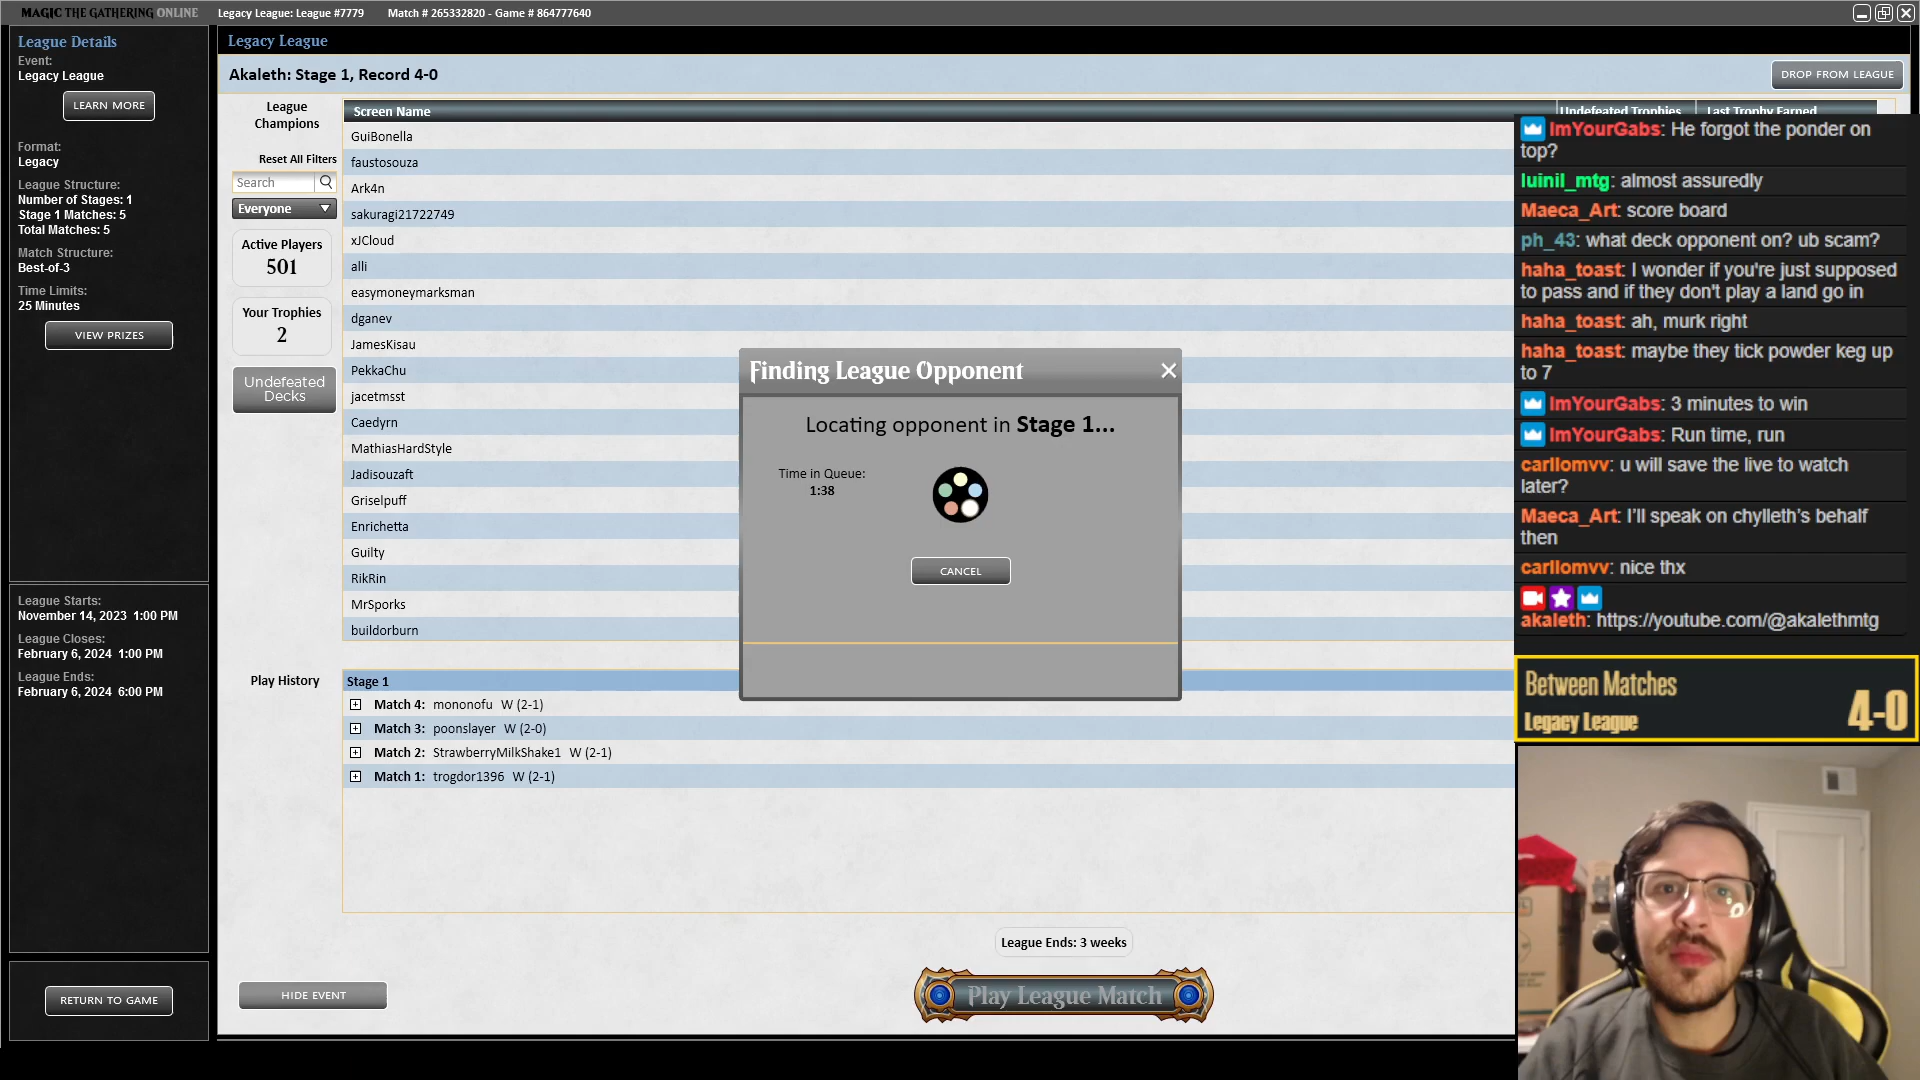 MAGIC THE GATHERING ONLINE
Legacy League: League #7779
Match # 265332820 - Game # 864777640
League Details
Event:
Legacy League
LEARN MORE
Format:
Legacy
League Structure:
Number of Stages: 1
Stage 1 Matches: 5
Total Matches: 5
Match Structure:
Best-of-3
Time Limits:
25 Minutes
VIEW PRIZES
League Starts:
November 14, 2023 1:00 PM
League Closes:
February 6, 2024 1:00 PM
League Ends:
February 6, 2024 6:00 PM
RETURN TO GAME
Legacy League
Akaleth: Stage 1, Record 4-0
DROP FROM LEAGUE
League
Champions
Reset All Filters
Search
Everyone
Active Players
501
Your Trophies
2
Undefeated
Decks
Screen Name
Undefeated Trophies
Last Trophy Earned
GuiBonella
faustosouza
Ark4n
sakuragi21722749
xJCloud
alli
easymoneymarksman
dganev
JamesKisau
PekkaChu
jacetmsst
Caedyrn
MathiasHardStyle
Jadisouzaft
Griselpuff
Enrichetta
Guilty
RikRin
MrSporks
buildorburn
Finding League Opponent
Locating opponent in Stage 1...
Time in Queue:
1:38
CANCEL
Play History
Stage 1
Match 4: mononofu W (2-1)
Match 3: poonslayer W (2-0)
Match 2: StrawberryMilkShake1 W (2-1)
Match 1: trogdor1396 W (2-1)
League Ends: 3 weeks
HIDE EVENT
Play League Match
ImYourGabs: He forgot the ponder on
top?
luinil_mtg: almost assuredly
Maeca_Art: score board
ph_43: what deck opponent on? ub scam?
haha_toast: I wonder if you're just supposed
to pass and if they don't play a land go in
haha_toast: ah, murk right
haha_toast: maybe they tick powder keg up
to 7
ImYourGabs: 3 minutes to win
ImYourGabs: Run time, run
carllomvv: u will save the live to watch
later?
Maeca_Art: I'll speak on chylleth's behalf
then
carllomvv: nice thx
akaleth: https://youtube.com/@akalethmtg
Between Matches
Legacy League
4-0